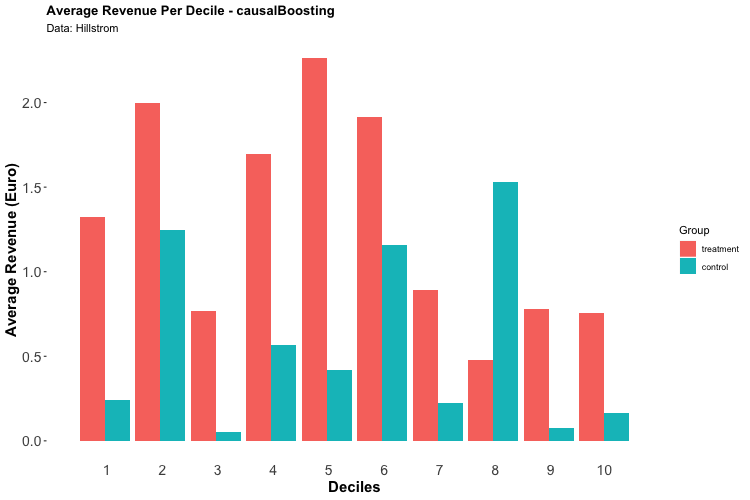 Average Revenue Per Decile - causalBoosting
Data: Hillstrom
Average Revenue (Euro)
2.0
1.5
1.0
0.5
0.0
1 2 3 4 5 6 7 8 9 10
Deciles
Group
treatment
control